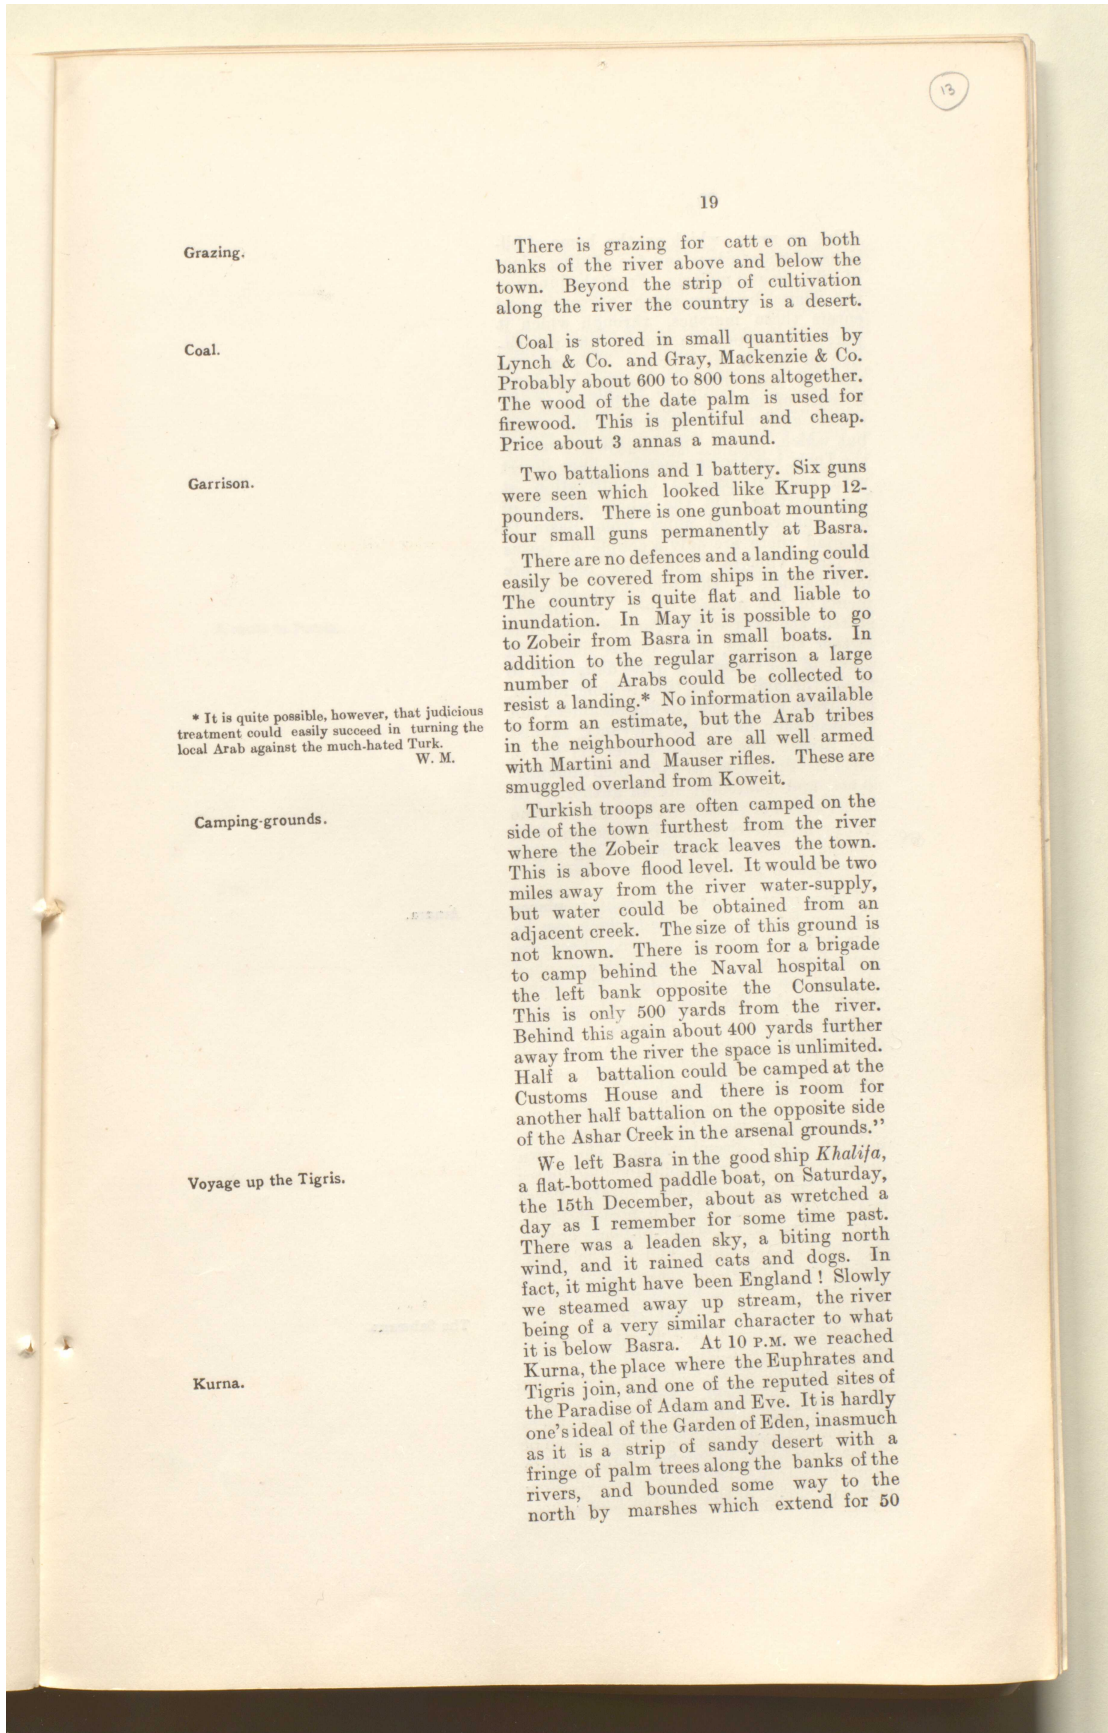 13
19
Grazing.
There is grazing for catt e on both
banks of the river above and below the
town. Beyond the strip of cultivation
along the river the country is a desert.
Coal.
Coal is stored in small quantities by
Lynch & Co. and Gray, Mackenzie & Co.
Probably about 600 to 800 tons altogether.
The wood of the date palm is used for
firewood. This is plentiful and cheap.
Price about 3 annas a maund.
Garrison.
Two battalions and 1 battery. Six guns
were seen which looked like Krupp 12-
pounders. There is one gunboat mounting
four small guns permanently at Basra.
There are no defences and a landing could
easily be covered from ships in the river.
The country is quite flat and liable to
inundation. In May it is possible to go
to Zobeir from Basra in small boats. In
addition to the regular garrison a large
number of Arabs could be collected to
resist a landing.* No information available
to form an estimate, but the Arab tribes
in the neighbourhood are all well armed
with Martini and Mauser rifles. These are
smuggled overland from Koweit.
* It is quite possible, however, that judicious
treatment could easily succeed in turning the
local Arab against the much-hated Turk.
W. M.
Camping-grounds.
Turkish troops are often camped on the
side of the town furthest from the river
where the Zobeir track leaves the town.
This is above flood level. It would be two
miles away from the river water-supply,
but water could be obtained from an
adjacent creek. The size of this ground is
not known. There is room for a brigade
to camp behind the Naval hospital on
the left bank opposite the Consulate.
This is only 500 yards from the river.
Behind this again about 400 yards further
away from the river the space is unlimited.
Half a battalion could be camped at the
Customs House and there is room for
another half battalion on the opposite side
of the Ashar Creek in the arsenal grounds."
Voyage up the Tigris.
We left Basra in the good ship Khalifa,
a flat-bottomed paddle boat, on Saturday,
the 15th December, about as wretched a
day as I remember for some time past.
There was a leaden sky, a biting north
wind, and it rained cats and dogs. In
fact, it might have been England! Slowly
we steamed away up stream, the river
being of a very similar character to what
it is below Basra. At 10 P.M. we reached
Kurna.
Kurna, the place where the Euphrates and
Tigris join, and one of the reputed sites of
the Paradise of Adam and Eve. It is hardly
one's ideal of the Garden of Eden, inasmuch
as it is a strip of sandy desert with a
fringe of palm trees along the banks of the
rivers, and bounded some way to the
north by marshes which extend for 50